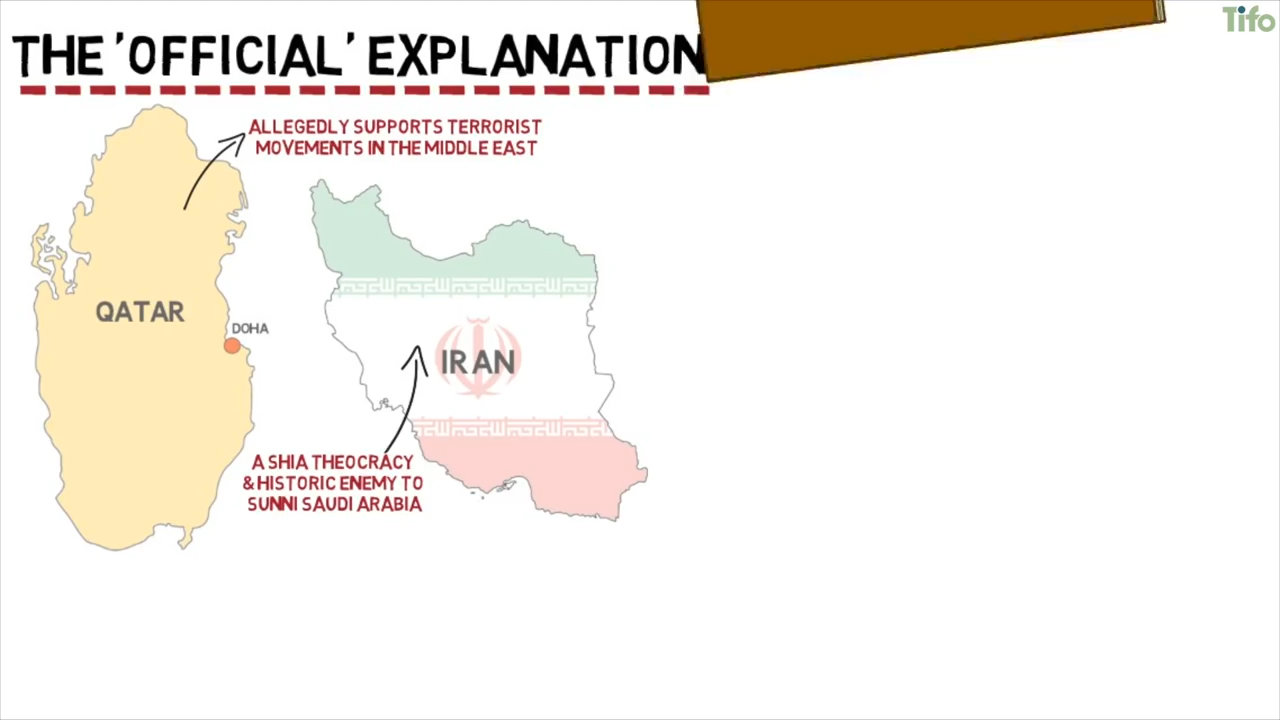 THE 'OFFICIAL' EXPLANATION
Tifo
ALLEGEDLY SUPPORTS TERRORIST
MOVEMENTS IN THE MIDDLE EAST
QATAR
DOHA
IRAN
A SHIA THEOCRACY
& HISTORIC ENEMY TO
SUNNI SAUDI ARABIA